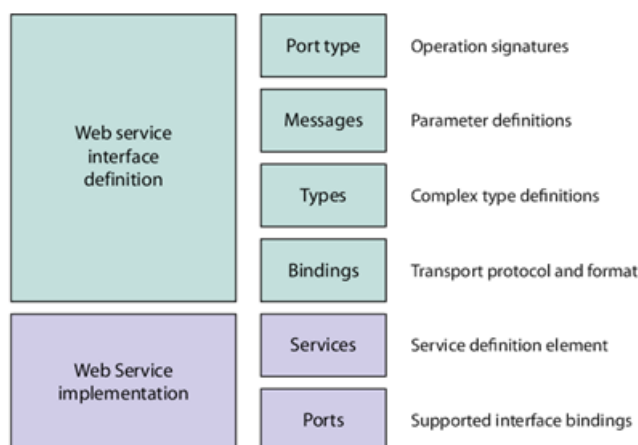 Web service
interface
definition
Port type
Operation signatures
Messages
Parameter definitions
Types
Complex type definitions
Bindings
Transport protocol and format
Web Service
implementation
Services
Service definition element
Ports
Supported interface bindings